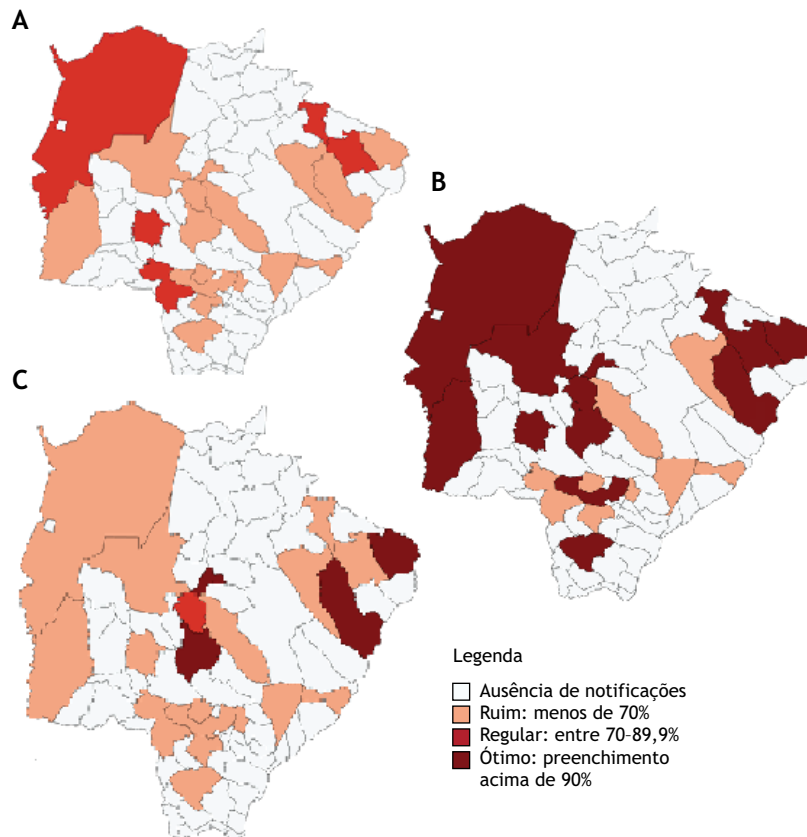 A
B
C
Legenda
Ausência de notificações
Ruim: menos de 70%
Regular: entre 70-89,9%
Ótimo: preenchimento
acima de 90%